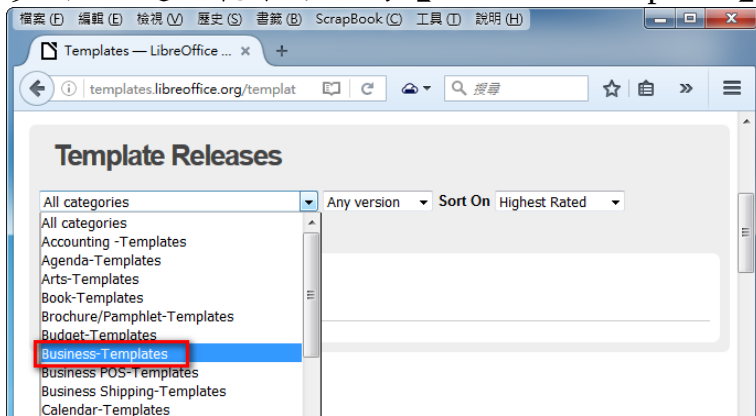 檔案(F) 編輯(E) 檢視(V) 歷史(S) 書籤(B) ScrapBook(C) 工具(T) 說明(H)
Templates — LibreOffice ... × +
templates.libreoffice.org/templat 搜尋
Template Releases
All categories Any version Sort On Highest Rated
All categories
Accounting -Templates
Agenda-Templates
Arts-Templates
Book-Templates
Brochure/Pamphlet-Templates
Budget-Templates
Business-Templates
Business POS-Templates
Business Shipping-Templates
Calendar-Templates